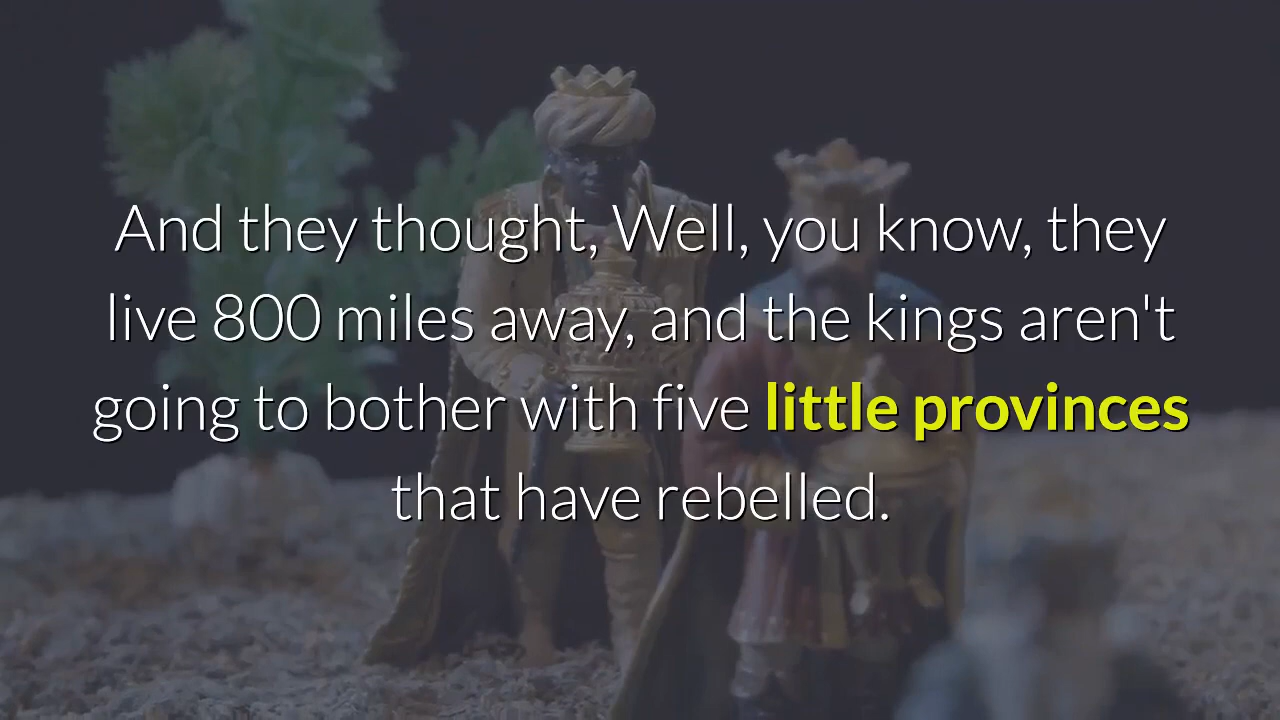 And they thought, Well, you know, they
live 800 miles away, and the kings aren't
going to bother with five little provinces
that have rebelled.